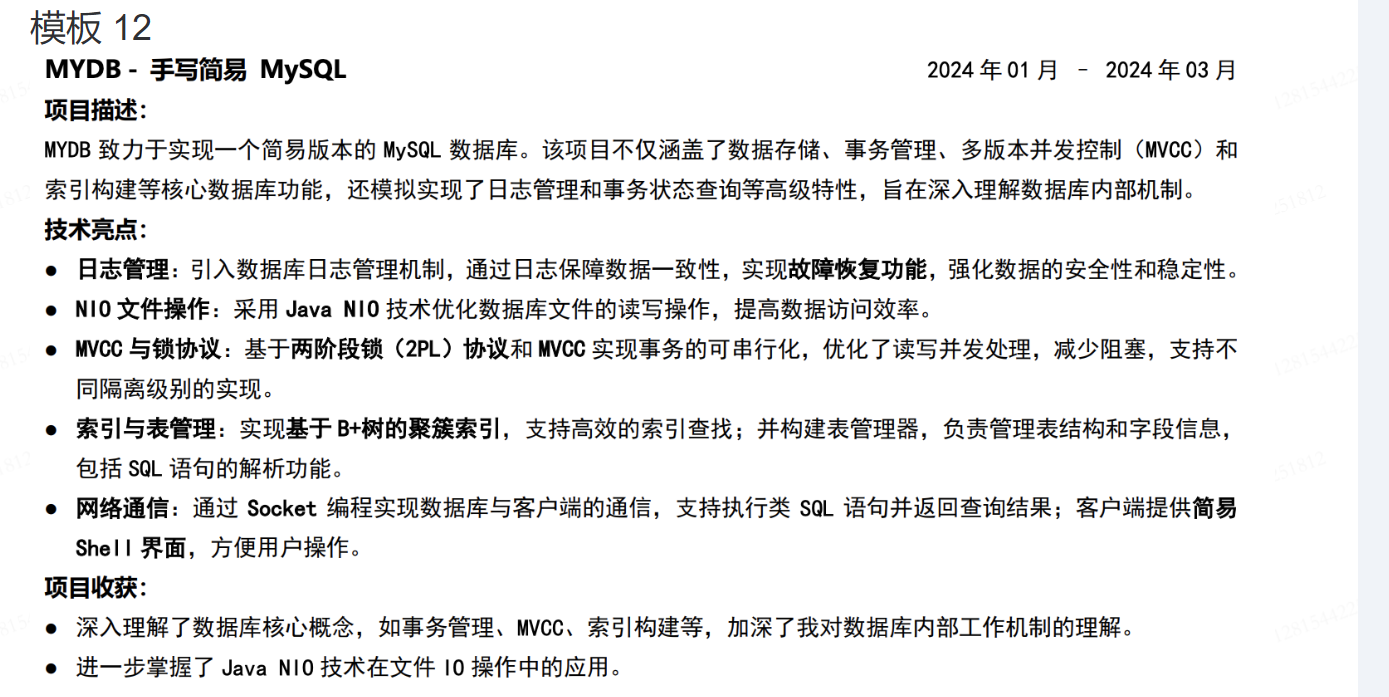 模板 12
MYDB - 手写简易 MySQL 2024 年 01 月 - 2024 年 03 月
项目描述：
MYDB 致力于实现一个简易版本的 MySQL 数据库。该项目不仅涵盖了数据存储、事务管理、多版本并发控制（MVCC）和
索引构建等核心数据库功能，还模拟实现了日志管理和事务状态查询等高级特性，旨在深入理解数据库内部机制。
技术亮点：
● 日志管理：引入数据库日志管理机制，通过日志保障数据一致性，实现故障恢复功能，强化数据的安全性和稳定性。
● NIO 文件操作：采用 Java NIO 技术优化数据库文件的读写操作，提高数据访问效率。
● MVCC 与锁协议：基于两阶段锁（2PL）协议和 MVCC 实现事务的可串行化，优化了读写并发处理，减少阻塞，支持不
同隔离级别的实现。
● 索引与表管理：实现基于 B+树的聚簇索引，支持高效的索引查找；并构建表管理器，负责管理表结构和字段信息，
包括 SQL 语句的解析功能。
● 网络通信：通过 Socket 编程实现数据库与客户端的通信，支持执行类 SQL 语句并返回查询结果；客户端提供简易
Shell 界面，方便用户操作。
项目收获：
● 深入理解了数据库核心概念，如事务管理、MVCC、索引构建等，加深了我对数据库内部工作机制的理解。
● 进一步掌握了 Java NIO 技术在文件 IO 操作中的应用。